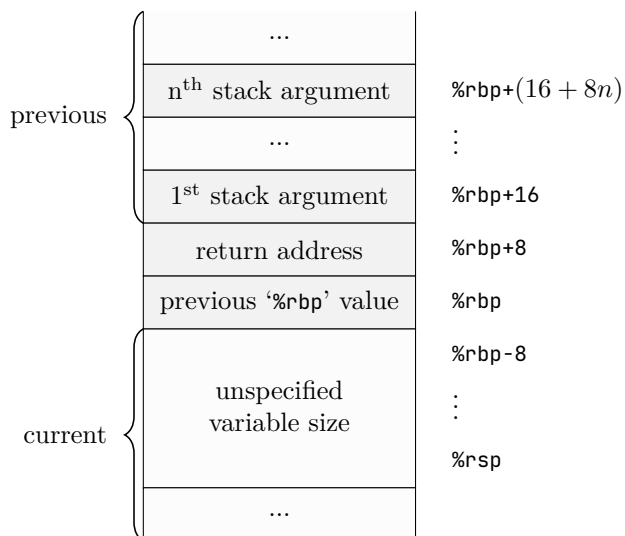 ...
nth stack argument %rbp+(16 + 8n)
previous
... ⋮
1st stack argument %rbp+16
return address %rbp+8
previous ‘%rbp’ value %rbp
%rbp-8
unspecified
variable size ⋮
current
%rsp
...